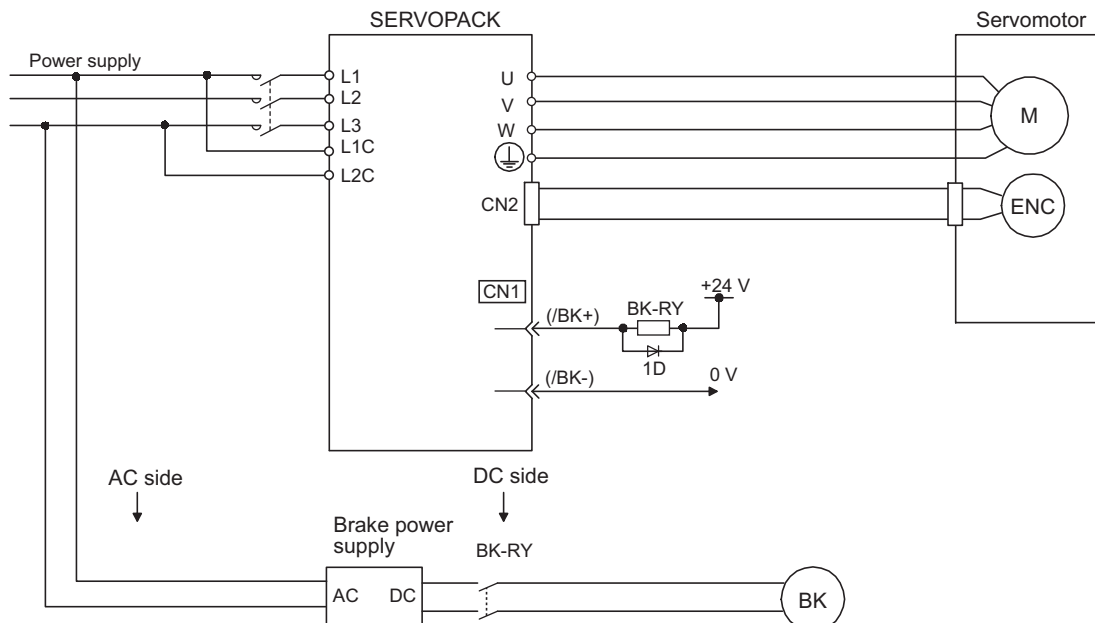 SERVOPACK
Servomotor
Power supply
L1
L2
L3
L1C
L2C
U
V
W
M
CN2
ENC
CN1
+24 V
(/BK+)
BK-RY
1D
(/BK-)
0 V
AC side
DC side
Brake power
supply
BK-RY
AC
DC
BK